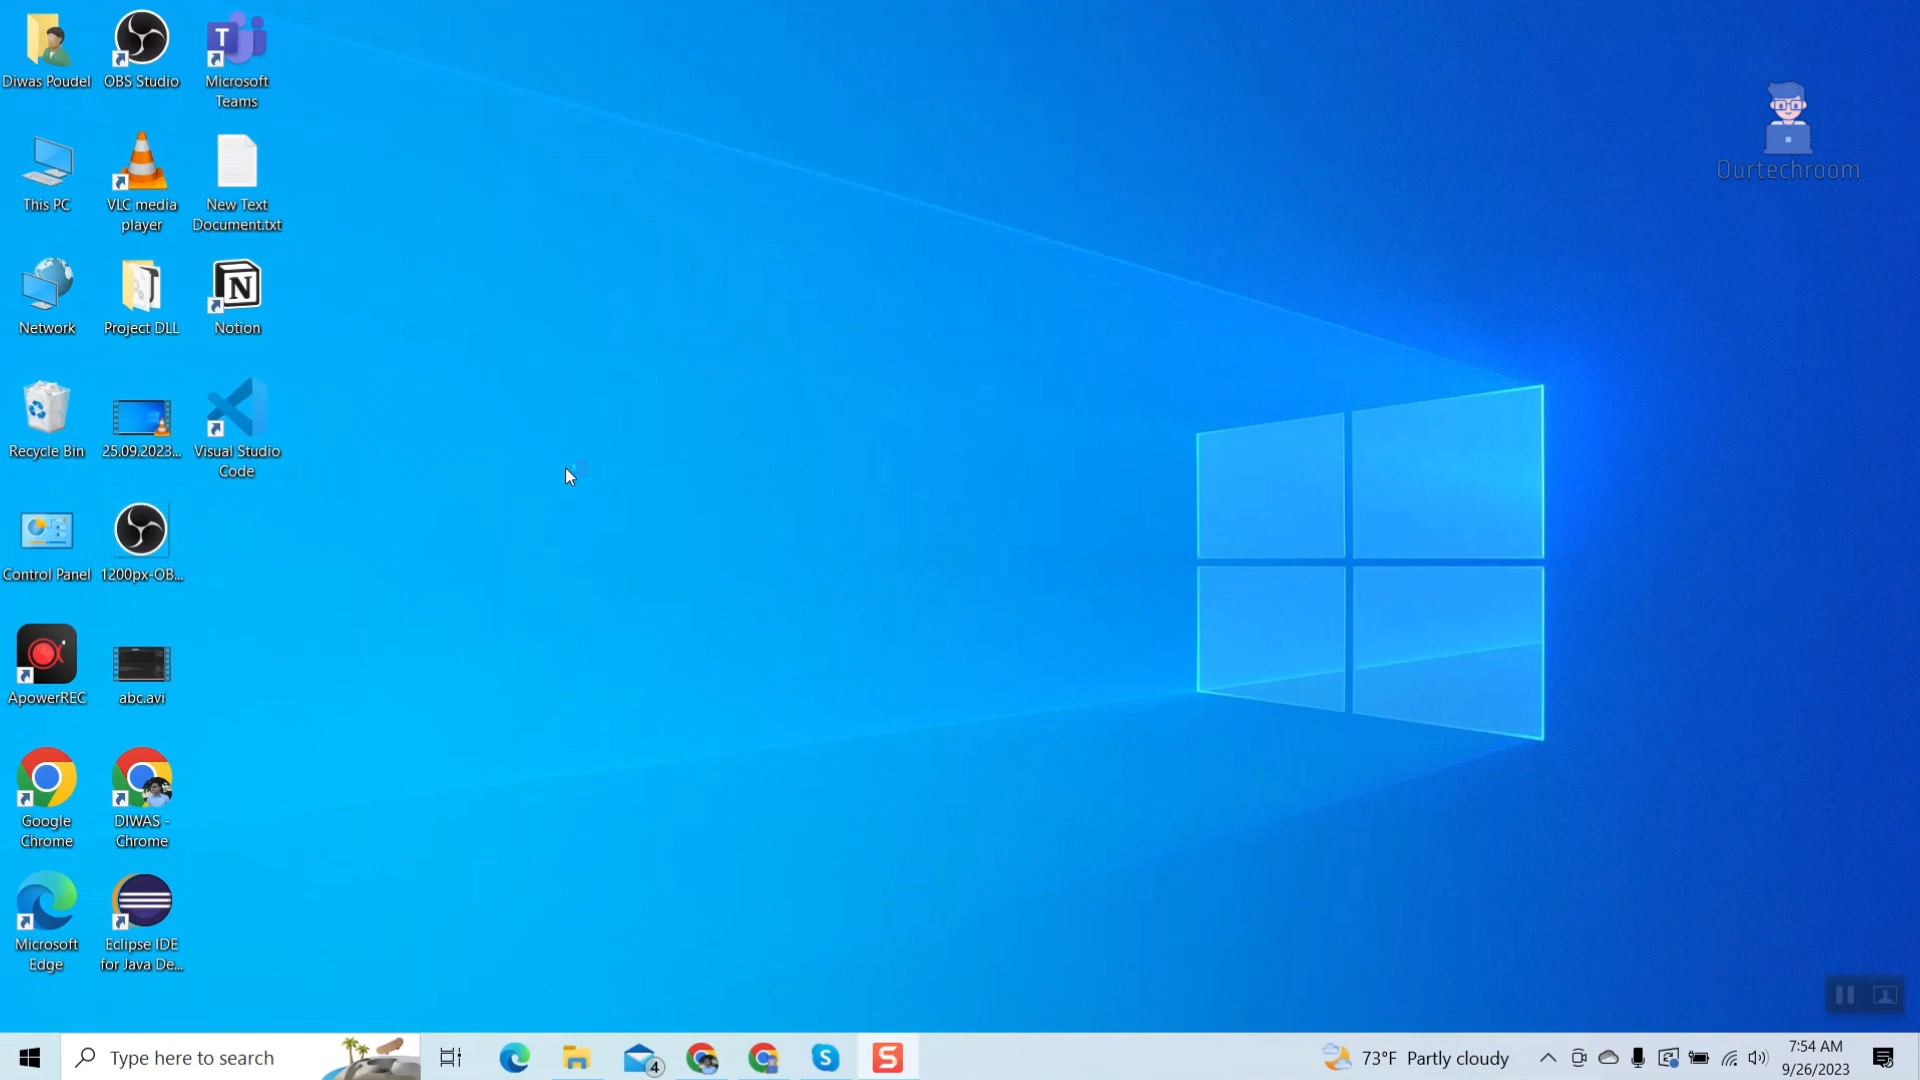 Diwas Poudel
OBS Studio
Microsoft
Teams
This PC
VLC media
player
New Text
Document.txt
Network
Project DLL
Notion
Recycle Bin
25.09.2023...
Visual Studio
Code
Control Panel
1200px-OB...
ApowerREC
abc.avi
Google
Chrome
DIWAS -
Chrome
Microsoft
Edge
Eclipse IDE
for Java De...
Ourtechroom
Type here to search
4
73°F Partly cloudy
7:54 AM
9/26/2023